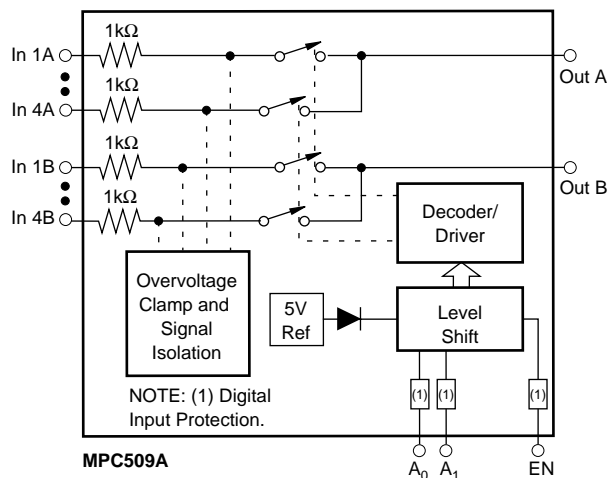 1kΩ
In 1A
Out A
1kΩ
In 4A
1kΩ
In 1B
Out B
1kΩ
In 4B
Decoder/
Driver
Overvoltage
Clamp and
Signal
Isolation
5V
Ref
Level
Shift
(1)
(1)
(1)
NOTE: (1) Digital
Input Protection.
MPC509A
A0
A1
EN